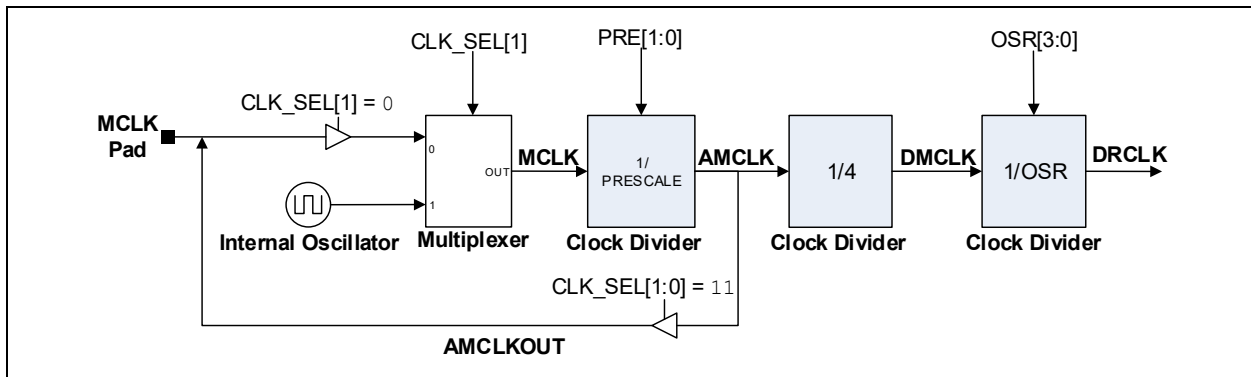 CLK_SEL[1]
PRE[1:0]
OSR[3:0]
CLK_SEL[1] = 0
MCLK
Pad
0
1
OUT
MCLK
1/
PRESCALE
AMCLK
1/4
DMCLK
1/OSR
DRCLK
Internal Oscillator
Multiplexer
Clock Divider
Clock Divider
Clock Divider
CLK_SEL[1:0] = 11
AMCLKOUT